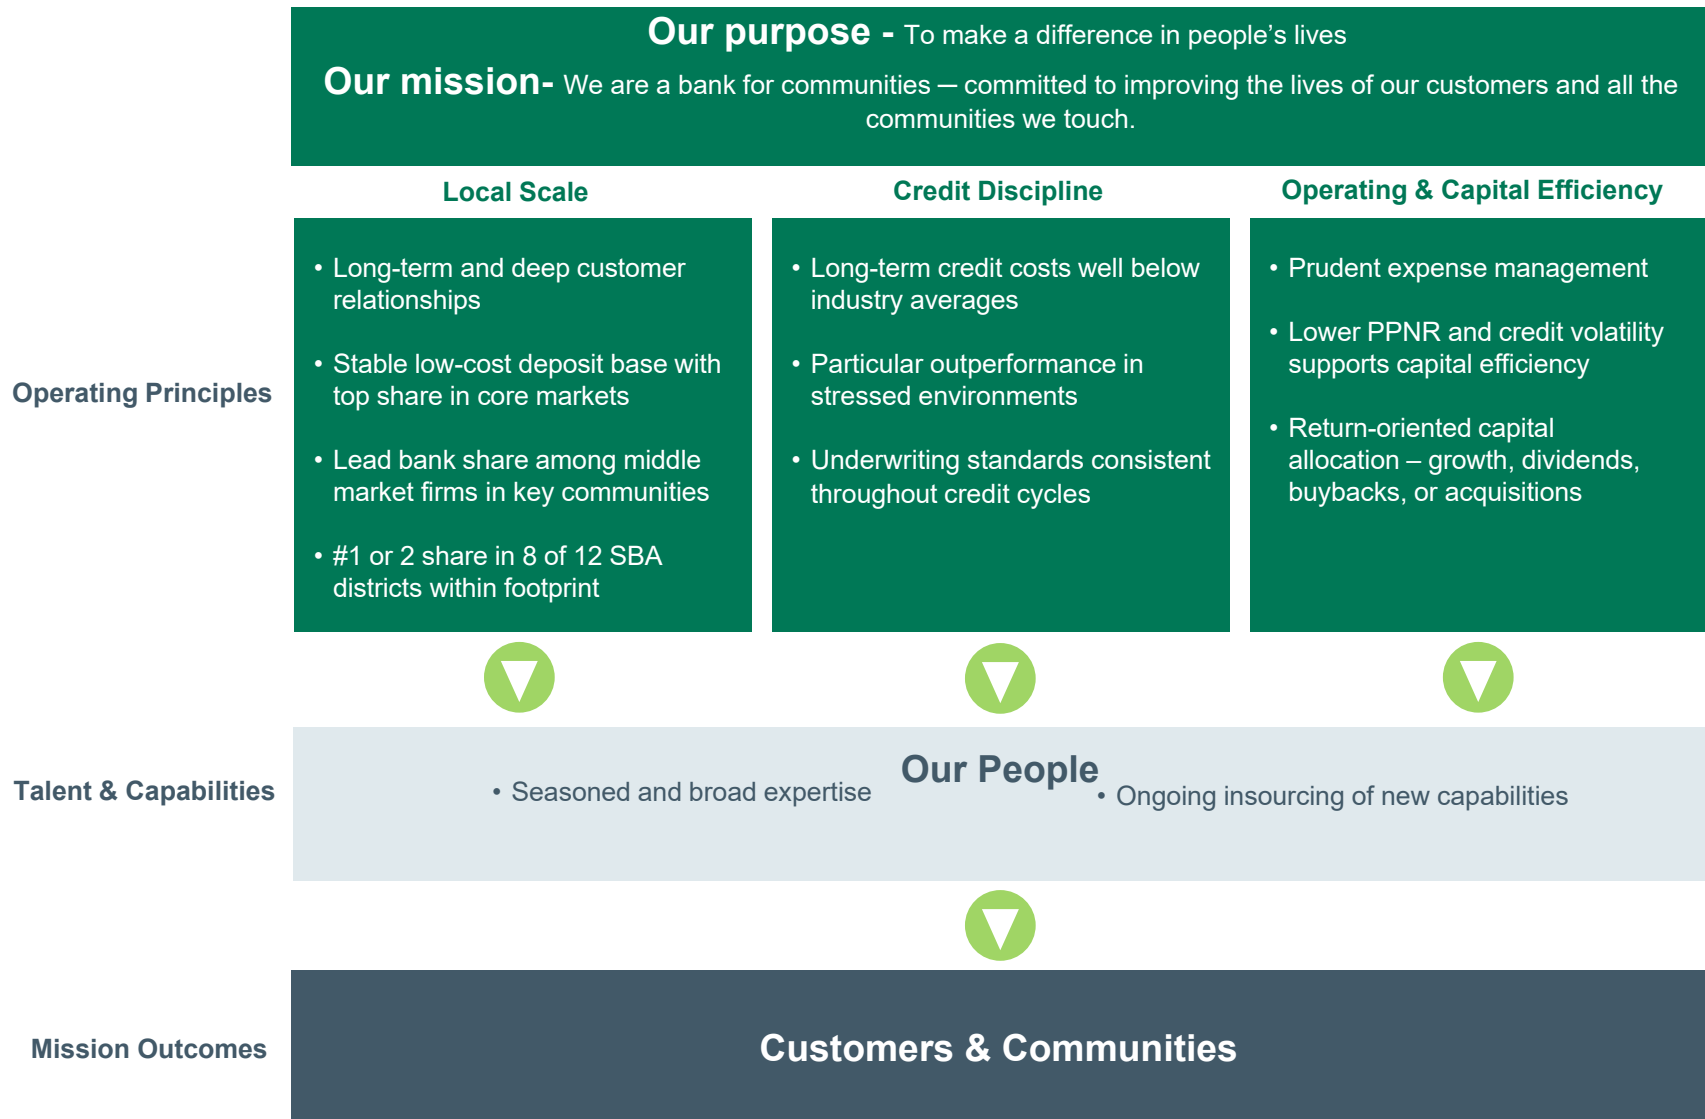 Our purpose - To make a difference in people's lives
Our mission- We are a bank for communities — committed to improving the lives of our customers and all the
communities we touch.
Local Scale
Credit Discipline
Operating & Capital Efficiency
Operating Principles
• Long-term and deep customer
relationships
• Stable low-cost deposit base with
top share in core markets
• Lead bank share among middle
market firms in key communities
• #1 or 2 share in 8 of 12 SBA
districts within footprint
• Long-term credit costs well below
industry averages
• Particular outperformance in
stressed environments
• Underwriting standards consistent
throughout credit cycles
• Prudent expense management
• Lower PPNR and credit volatility
supports capital efficiency
• Return-oriented capital
allocation – growth, dividends,
buybacks, or acquisitions
Talent & Capabilities
Our People
• Seasoned and broad expertise
• Ongoing insourcing of new capabilities
Mission Outcomes
Customers & Communities